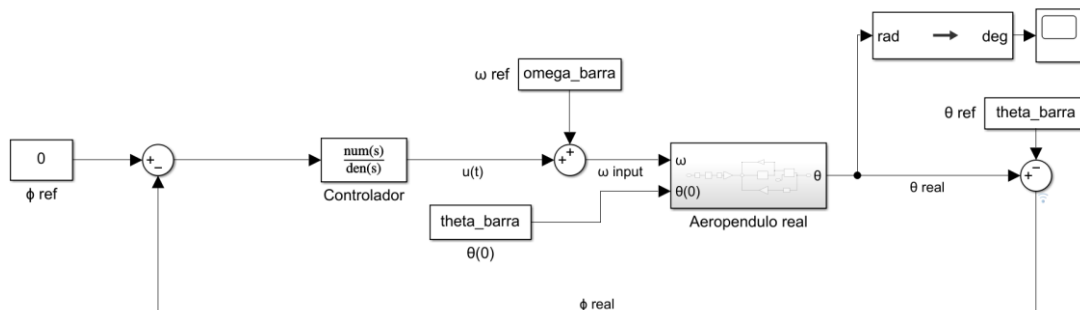 rad deg
ω ref
omega_barra
θ ref
theta_barra
0
ϕ ref
+
−
num(s)
den(s)
Controlador
u(t)
+
+
ω input
ω
θ(0)
θ
Aeropendulo real
θ real
+
−
theta_barra
θ(0)
ϕ real